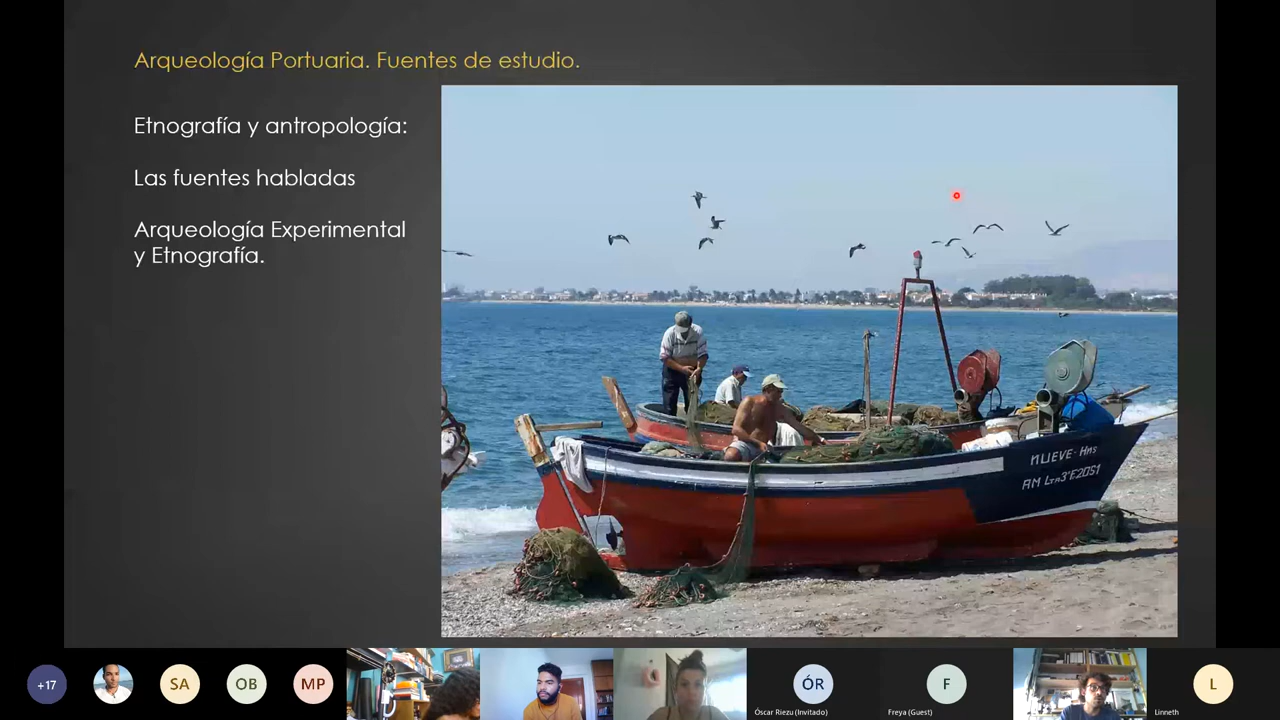 Arqueología Portuaria. Fuentes de estudio.
Etnografía y antropología:
Las fuentes habladas
Arqueología Experimental
y Etnografía.
NUEVE·Hns
AM Lta3ªE2051
+17
SA
OB
MP
ÓR
Óscar Riezu (Invitado)
F
Freya (Guest)
L
Linneth